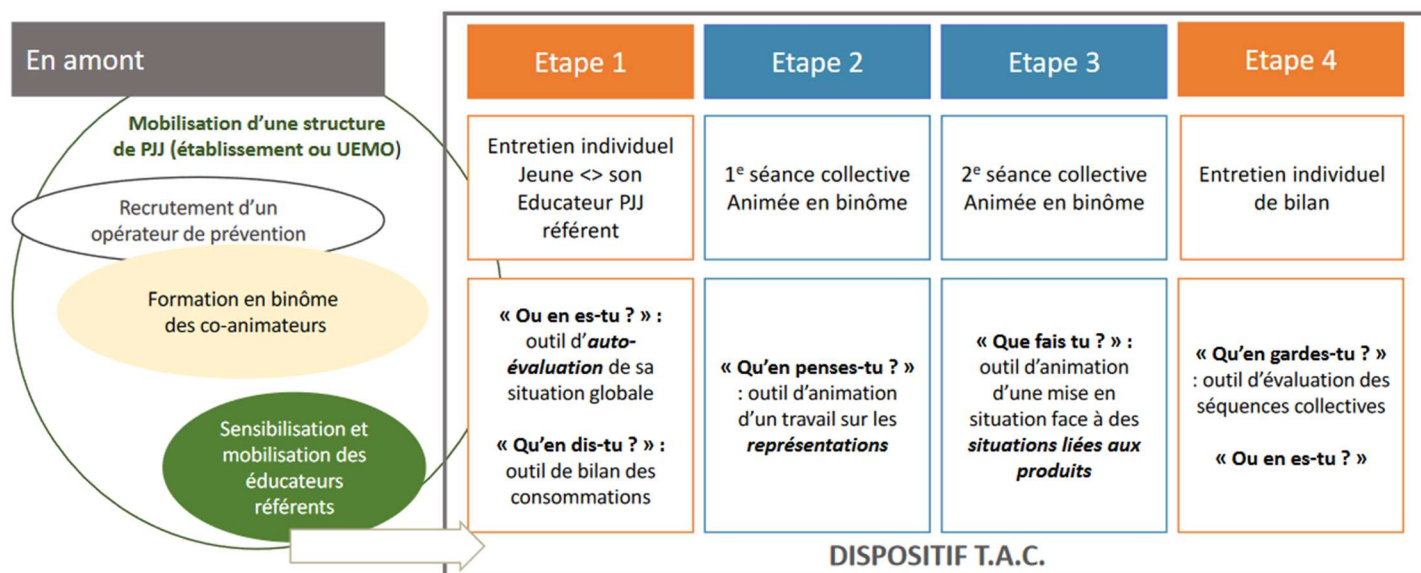 En amont
Mobilisation d'une structure
de PJJ (établissement ou UEMO)
Recrutement d'un
opérateur de prévention
Formation en binôme
des co-animateurs
Sensibilisation et
mobilisation des
éducateurs
référents
Etape 1
Entretien individuel
Jeune <> son
Educateur PJJ
référent
« Ou en es-tu ? » :
outil d'auto-
évaluation de sa
situation globale
« Qu'en dis-tu ? » :
outil de bilan des
consommations
Etape 2
1e séance collective
Animée en binôme
« Qu'en penses-tu ? »
: outil d'animation
d'un travail sur les
représentations
Etape 3
2e séance collective
Animée en binôme
« Que fais tu ? » :
outil d'animation
d'une mise en
situation face à des
situations liées aux
produits
Etape 4
Entretien individuel
de bilan
« Qu'en gardes-tu ? »
: outil d'évaluation des
séquences collectives
« Ou en es-tu ? »
DISPOSITIF T.A.C.